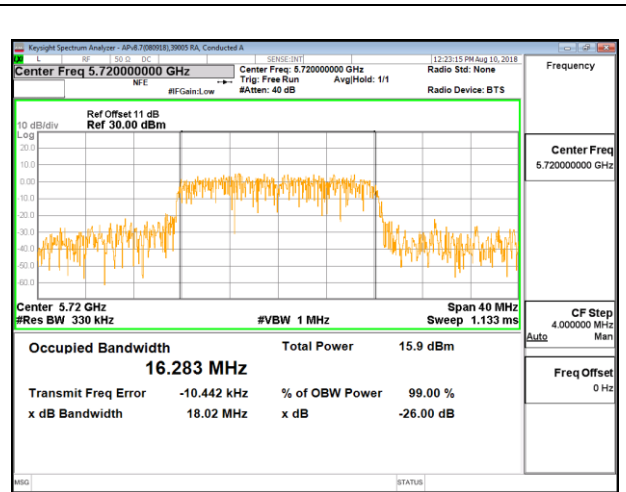 Keysight Spectrum Analyzer - APv8.7(080918),39005 RA, Conducted A
L RF 50 Ω DC SENSE:INT 12:23:15 PM Aug 10, 2018
Center Freq 5.720000000 GHz Center Freq: 5.720000000 GHz Radio Std: None Frequency
NFE Trig: Free Run Avg|Hold: 1/1
#IFGain:Low #Atten: 40 dB Radio Device: BTS
Ref Offset 11 dB
10 dB/div Ref 30.00 dBm
Log
20.0
10.0
0.00
-10.0
-20.0
-30.0
-40.0
-50.0
-60.0
Center Freq
5.720000000 GHz
Center 5.72 GHz Span 40 MHz
#Res BW 330 kHz #VBW 1 MHz Sweep 1.133 ms
CF Step
4.000000 MHz
Auto Man
Occupied Bandwidth Total Power 15.9 dBm
16.283 MHz
Freq Offset
0 Hz
Transmit Freq Error -10.442 kHz % of OBW Power 99.00 %
x dB Bandwidth 18.02 MHz x dB -26.00 dB
MSG STATUS